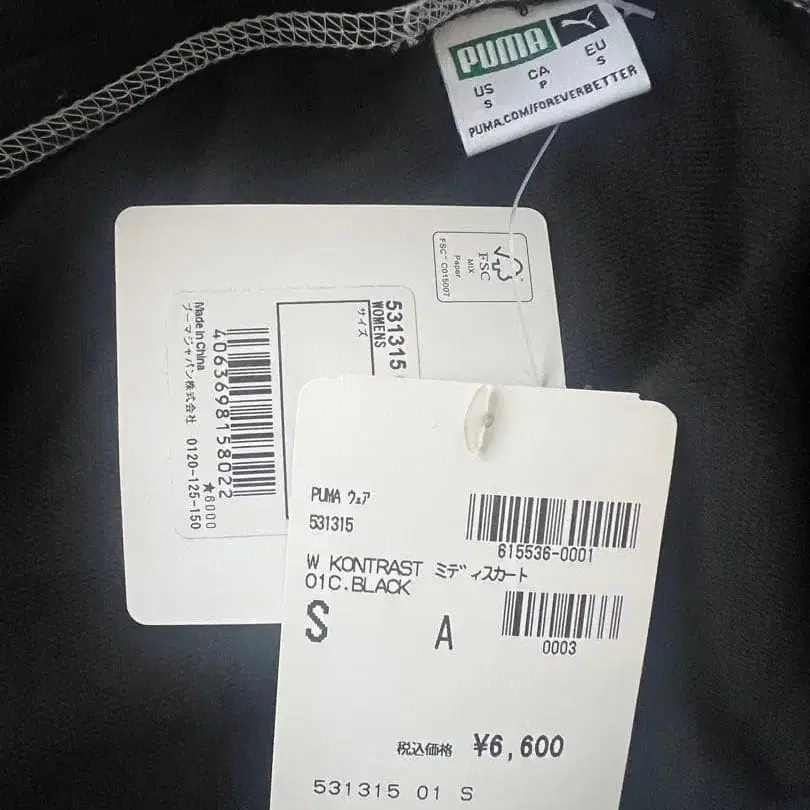 PUMA
US CA EU
S P S
PUMA.COM/FOREVERBETTER
FSC
MIX
Paper
FSC™ C015007
531315
WOMENS
サイズ
4063698158022
Made in China
プーマジャパン株式会社 0120-125-150
★6000
PUMA ウェア
531315
615536-0001
W KONTRAST ミディスカート
01C.BLACK
S A
0003
税込価格 ¥6,600
531315 01 S